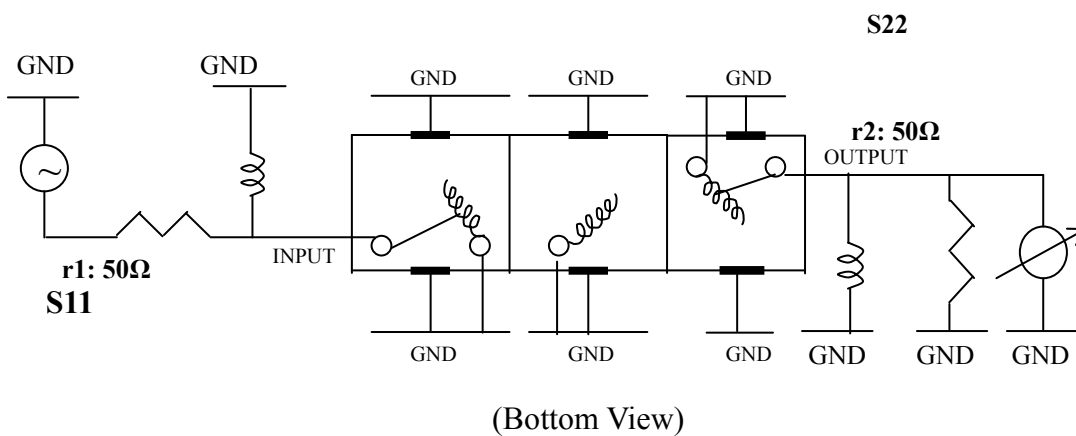 S22
GND
GND
GND
GND
GND
r2: 50Ω
OUTPUT
INPUT
r1: 50Ω
S11
GND
GND
GND
GND
GND
GND
(Bottom View)